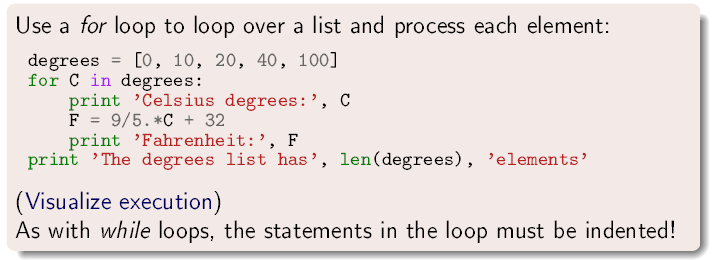 Use a for loop to loop over a list and process each element:
degrees = [0, 10, 20, 40, 100]
for C in degrees:
    print 'Celsius degrees:', C
    F = 9/5.*C + 32
    print 'Fahrenheit:', F
print 'The degrees list has', len(degrees), 'elements'
(Visualize execution)
As with while loops, the statements in the loop must be indented!